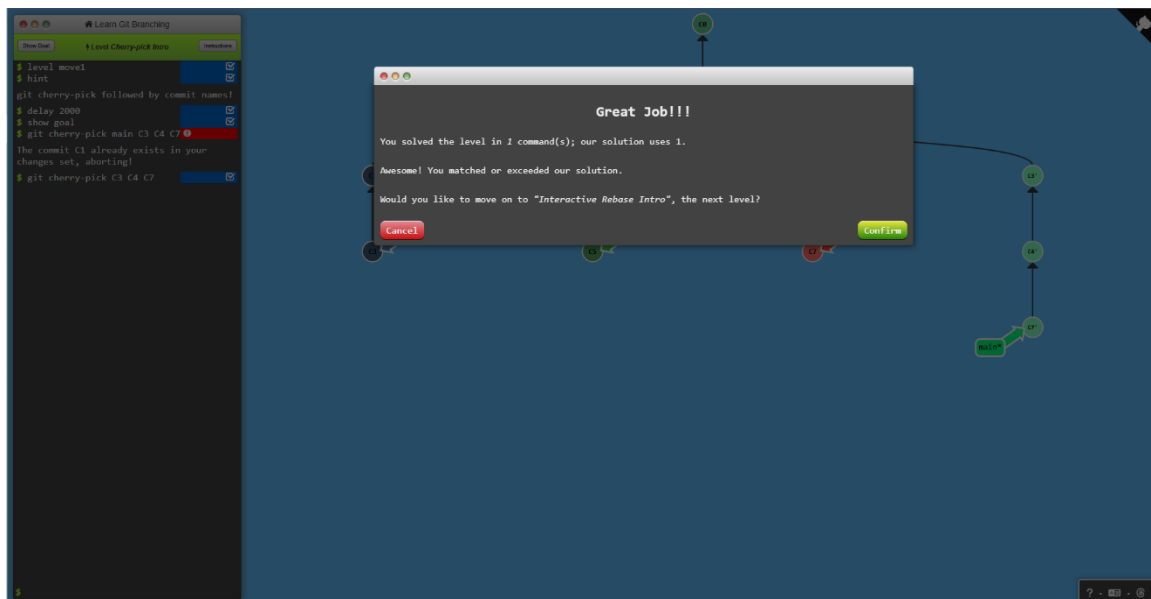 Learn Git Branching
Show Goal
Level Cherry-pick Intro
Instructions
$ level move1
$ hint
git cherry-pick followed by commit names!
$ delay 2000
$ show goal
$ git cherry-pick main C3 C4 C7
The commit C1 already exists in your
changes set, aborting!
$ git cherry-pick C3 C4 C7
$
C0
Great Job!!!
You solved the level in 1 command(s); our solution uses 1.
Awesome! You matched or exceeded our solution.
Would you like to move on to "Interactive Rebase Intro", the next level?
Cancel
Confirm
C3'
C3
C5
C7
C4'
C7'
main*
?